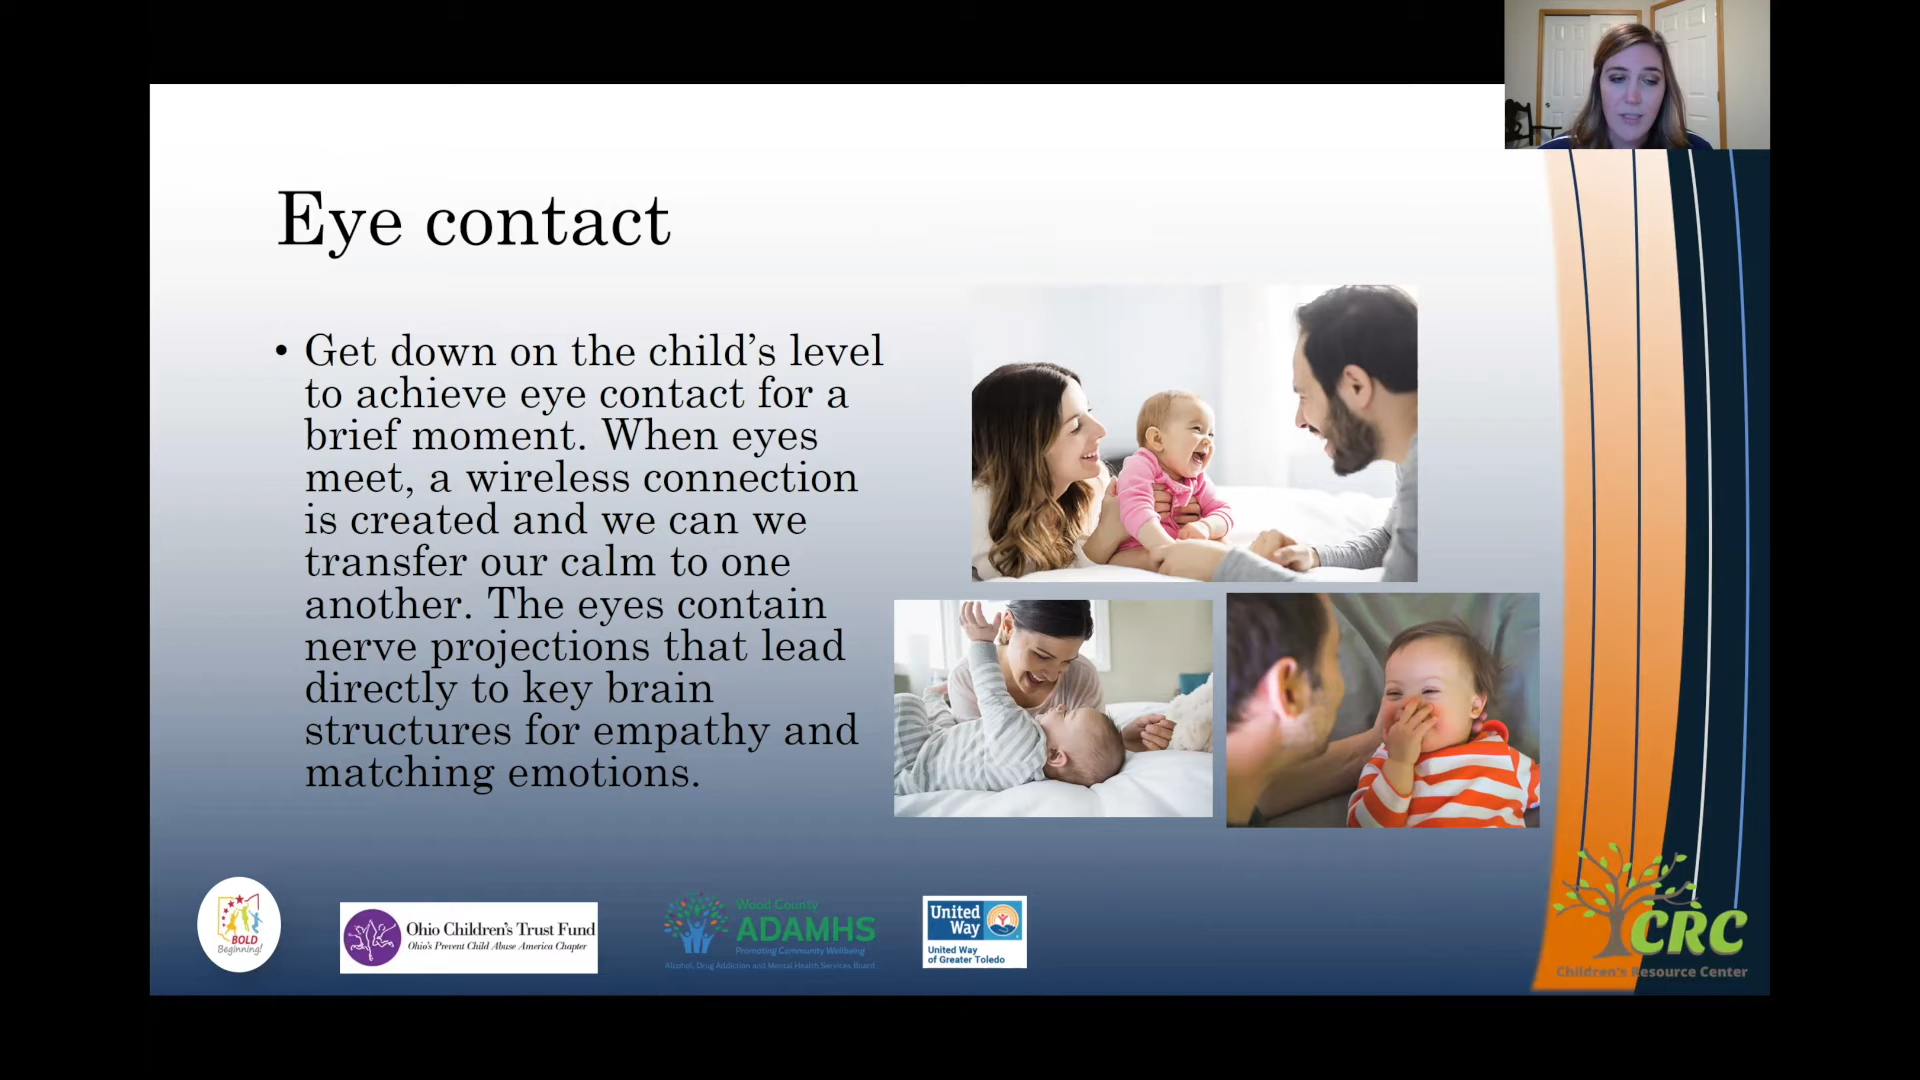 Eye contact
• Get down on the child's level
to achieve eye contact for a
brief moment. When eyes
meet, a wireless connection
is created and we can we
transfer our calm to one
another. The eyes contain
nerve projections that lead
directly to key brain
structures for empathy and
matching emotions.
BOLD
Beginning!
Ohio Children's Trust Fund
Ohio's Prevent Child Abuse America Chapter
Wood County
ADAMHS
Promoting Community Wellbeing
Alcohol, Drug Addiction and Mental Health Services Board
United
Way
United Way
of Greater Toledo
CRC
Children's Resource Center